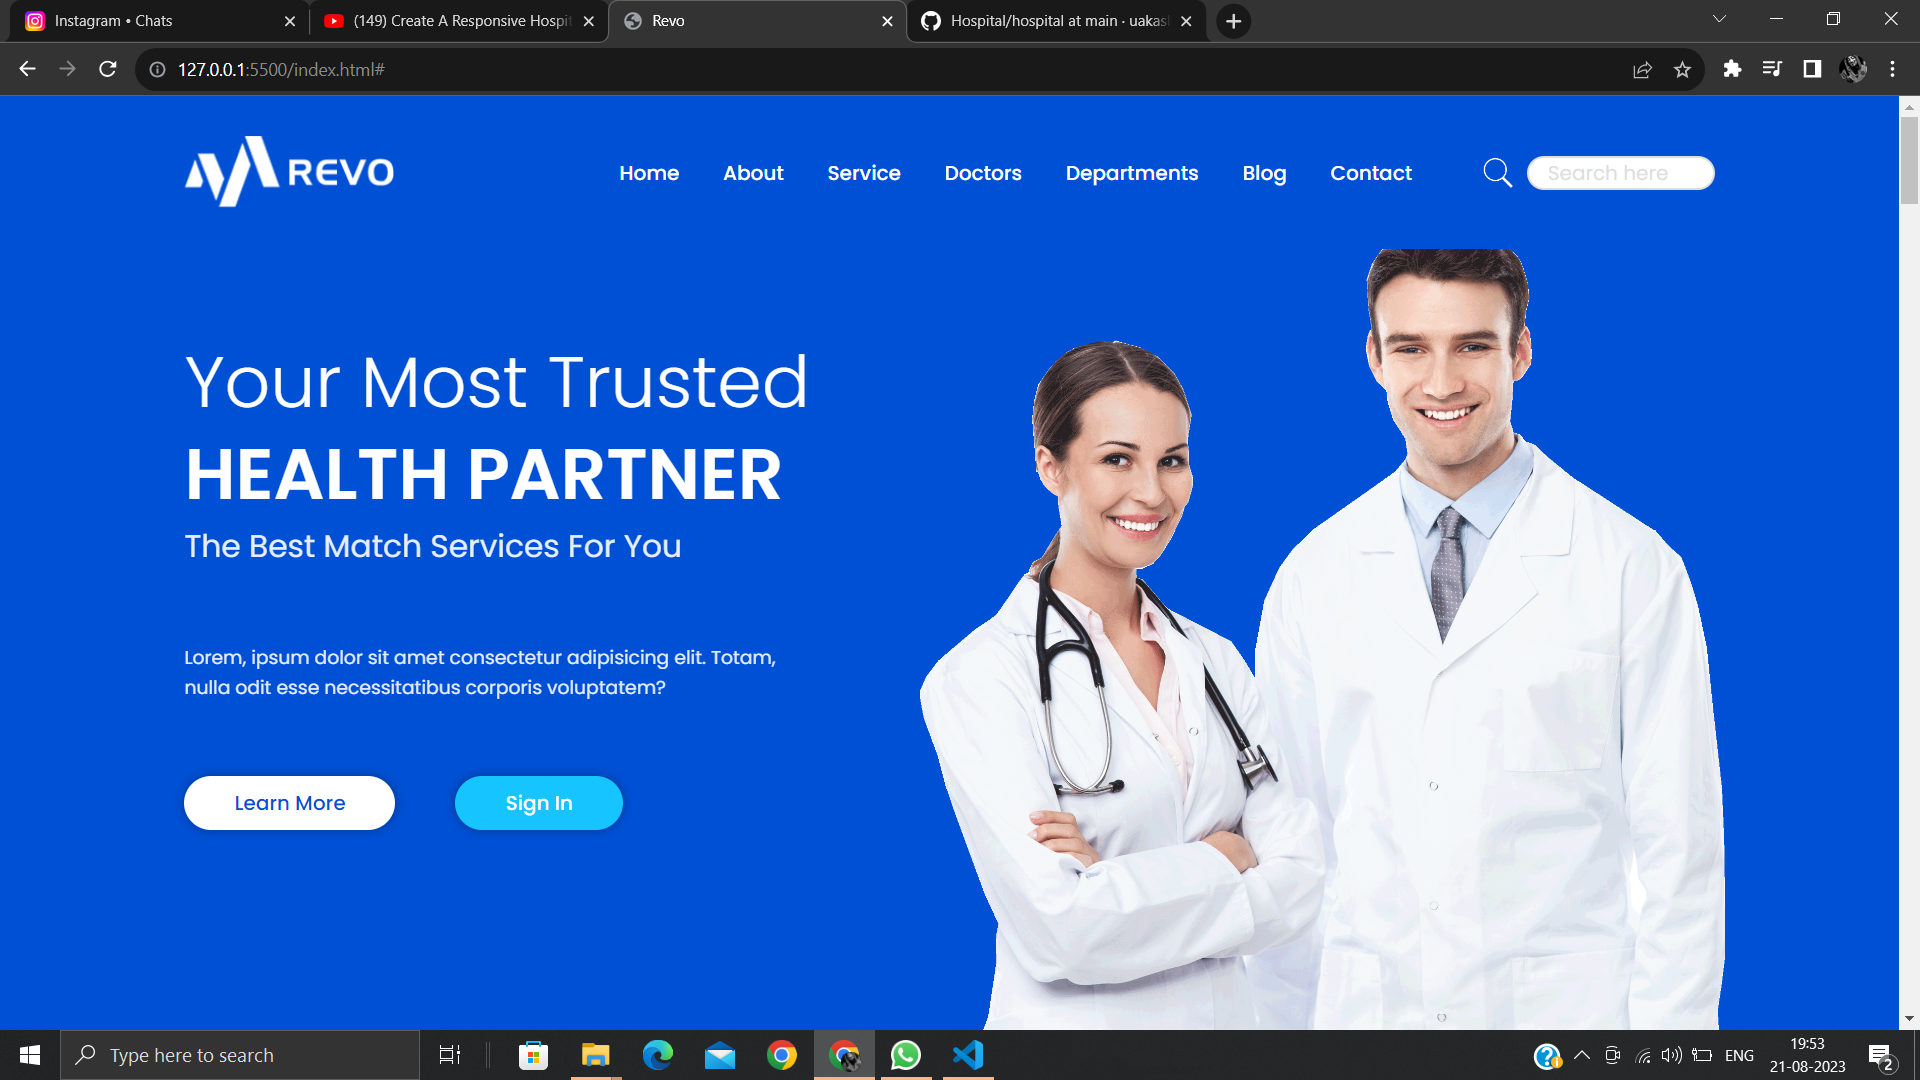 Instagram • Chats
(149) Create A Responsive Hospit
Revo
Hospital/hospital at main · uakas
127.0.0.1:5500/index.html#
REVO
Home
About
Service
Doctors
Departments
Blog
Contact
Search here
Your Most Trusted
HEALTH PARTNER
The Best Match Services For You
Lorem, ipsum dolor sit amet consectetur adipisicing elit. Totam,
nulla odit esse necessitatibus corporis voluptatem?
Learn More
Sign In
Type here to search
ENG
19:53
21-08-2023
2